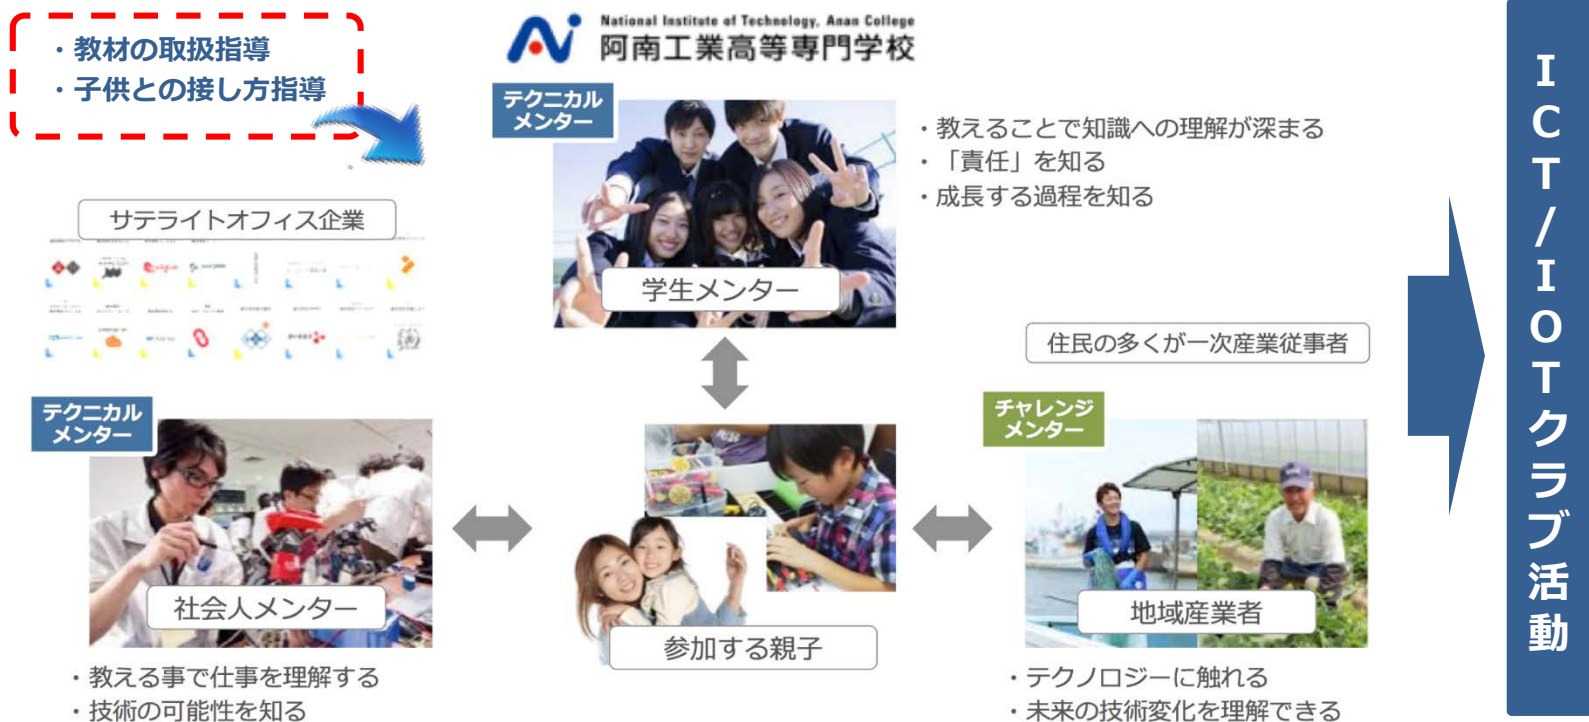 ・教材の取扱指導
・子供との接し方指導
National Institute of Technology, Anan College
阿南工業高等専門学校
テクニカル
メンター
・教えることで知識への理解が深まる
・「責任」を知る
・成長する過程を知る
学生メンター
サテライトオフィス企業
住民の多くが一次産業従事者
テクニカル
メンター
社会人メンター
・教える事で仕事を理解する
・技術の可能性を知る
参加する親子
チャレンジ
メンター
地域産業者
・テクノロジーに触れる
・未来の技術変化を理解できる
ICT/IOTクラブ活動